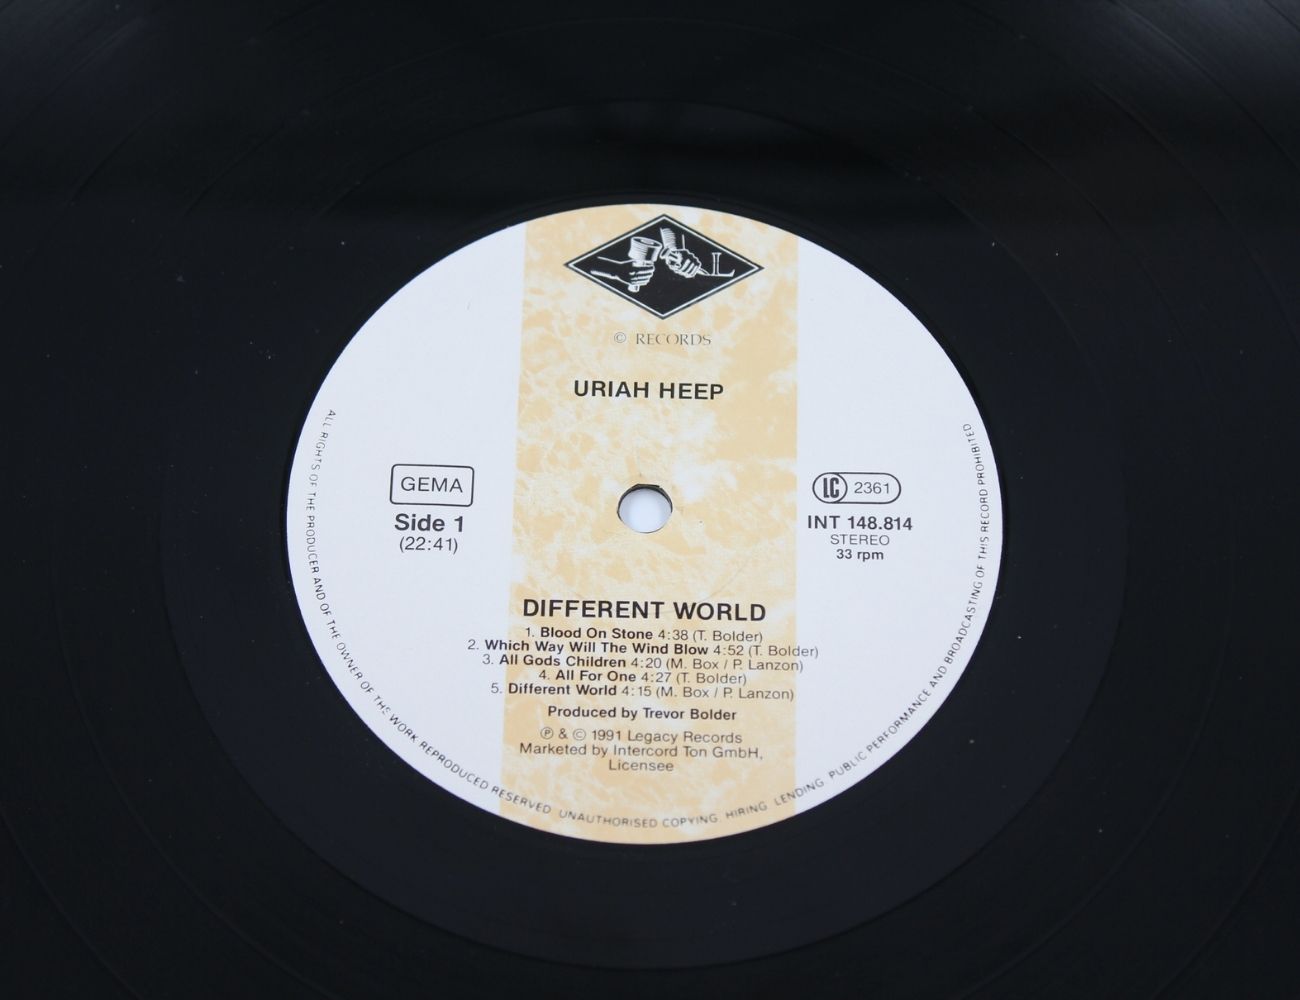 L
© RECORDS
URIAH HEEP
GEMA
Side 1
(22:41)
LC 2361
INT 148.814
STEREO
33 rpm
DIFFERENT WORLD
1. Blood On Stone 4:38 (T. Bolder)
2. Which Way Will The Wind Blow 4:52 (T. Bolder)
3. All Gods Children 4:20 (M. Box / P. Lanzon)
4. All For One 4:27 (T. Bolder)
5. Different World 4:15 (M. Box / P. Lanzon)
Produced by Trevor Bolder
℗ & © 1991 Legacy Records
Marketed by Intercord Ton GmbH,
Licensee
ALL RIGHTS OF THE PRODUCER AND OF THE OWNER OF THE WORK REPRODUCED RESERVED UNAUTHORISED COPYING. HIRING. LENDING. PUBLIC PERFORMANCE AND BROADCASTING OF THIS RECORD PROHIBITED